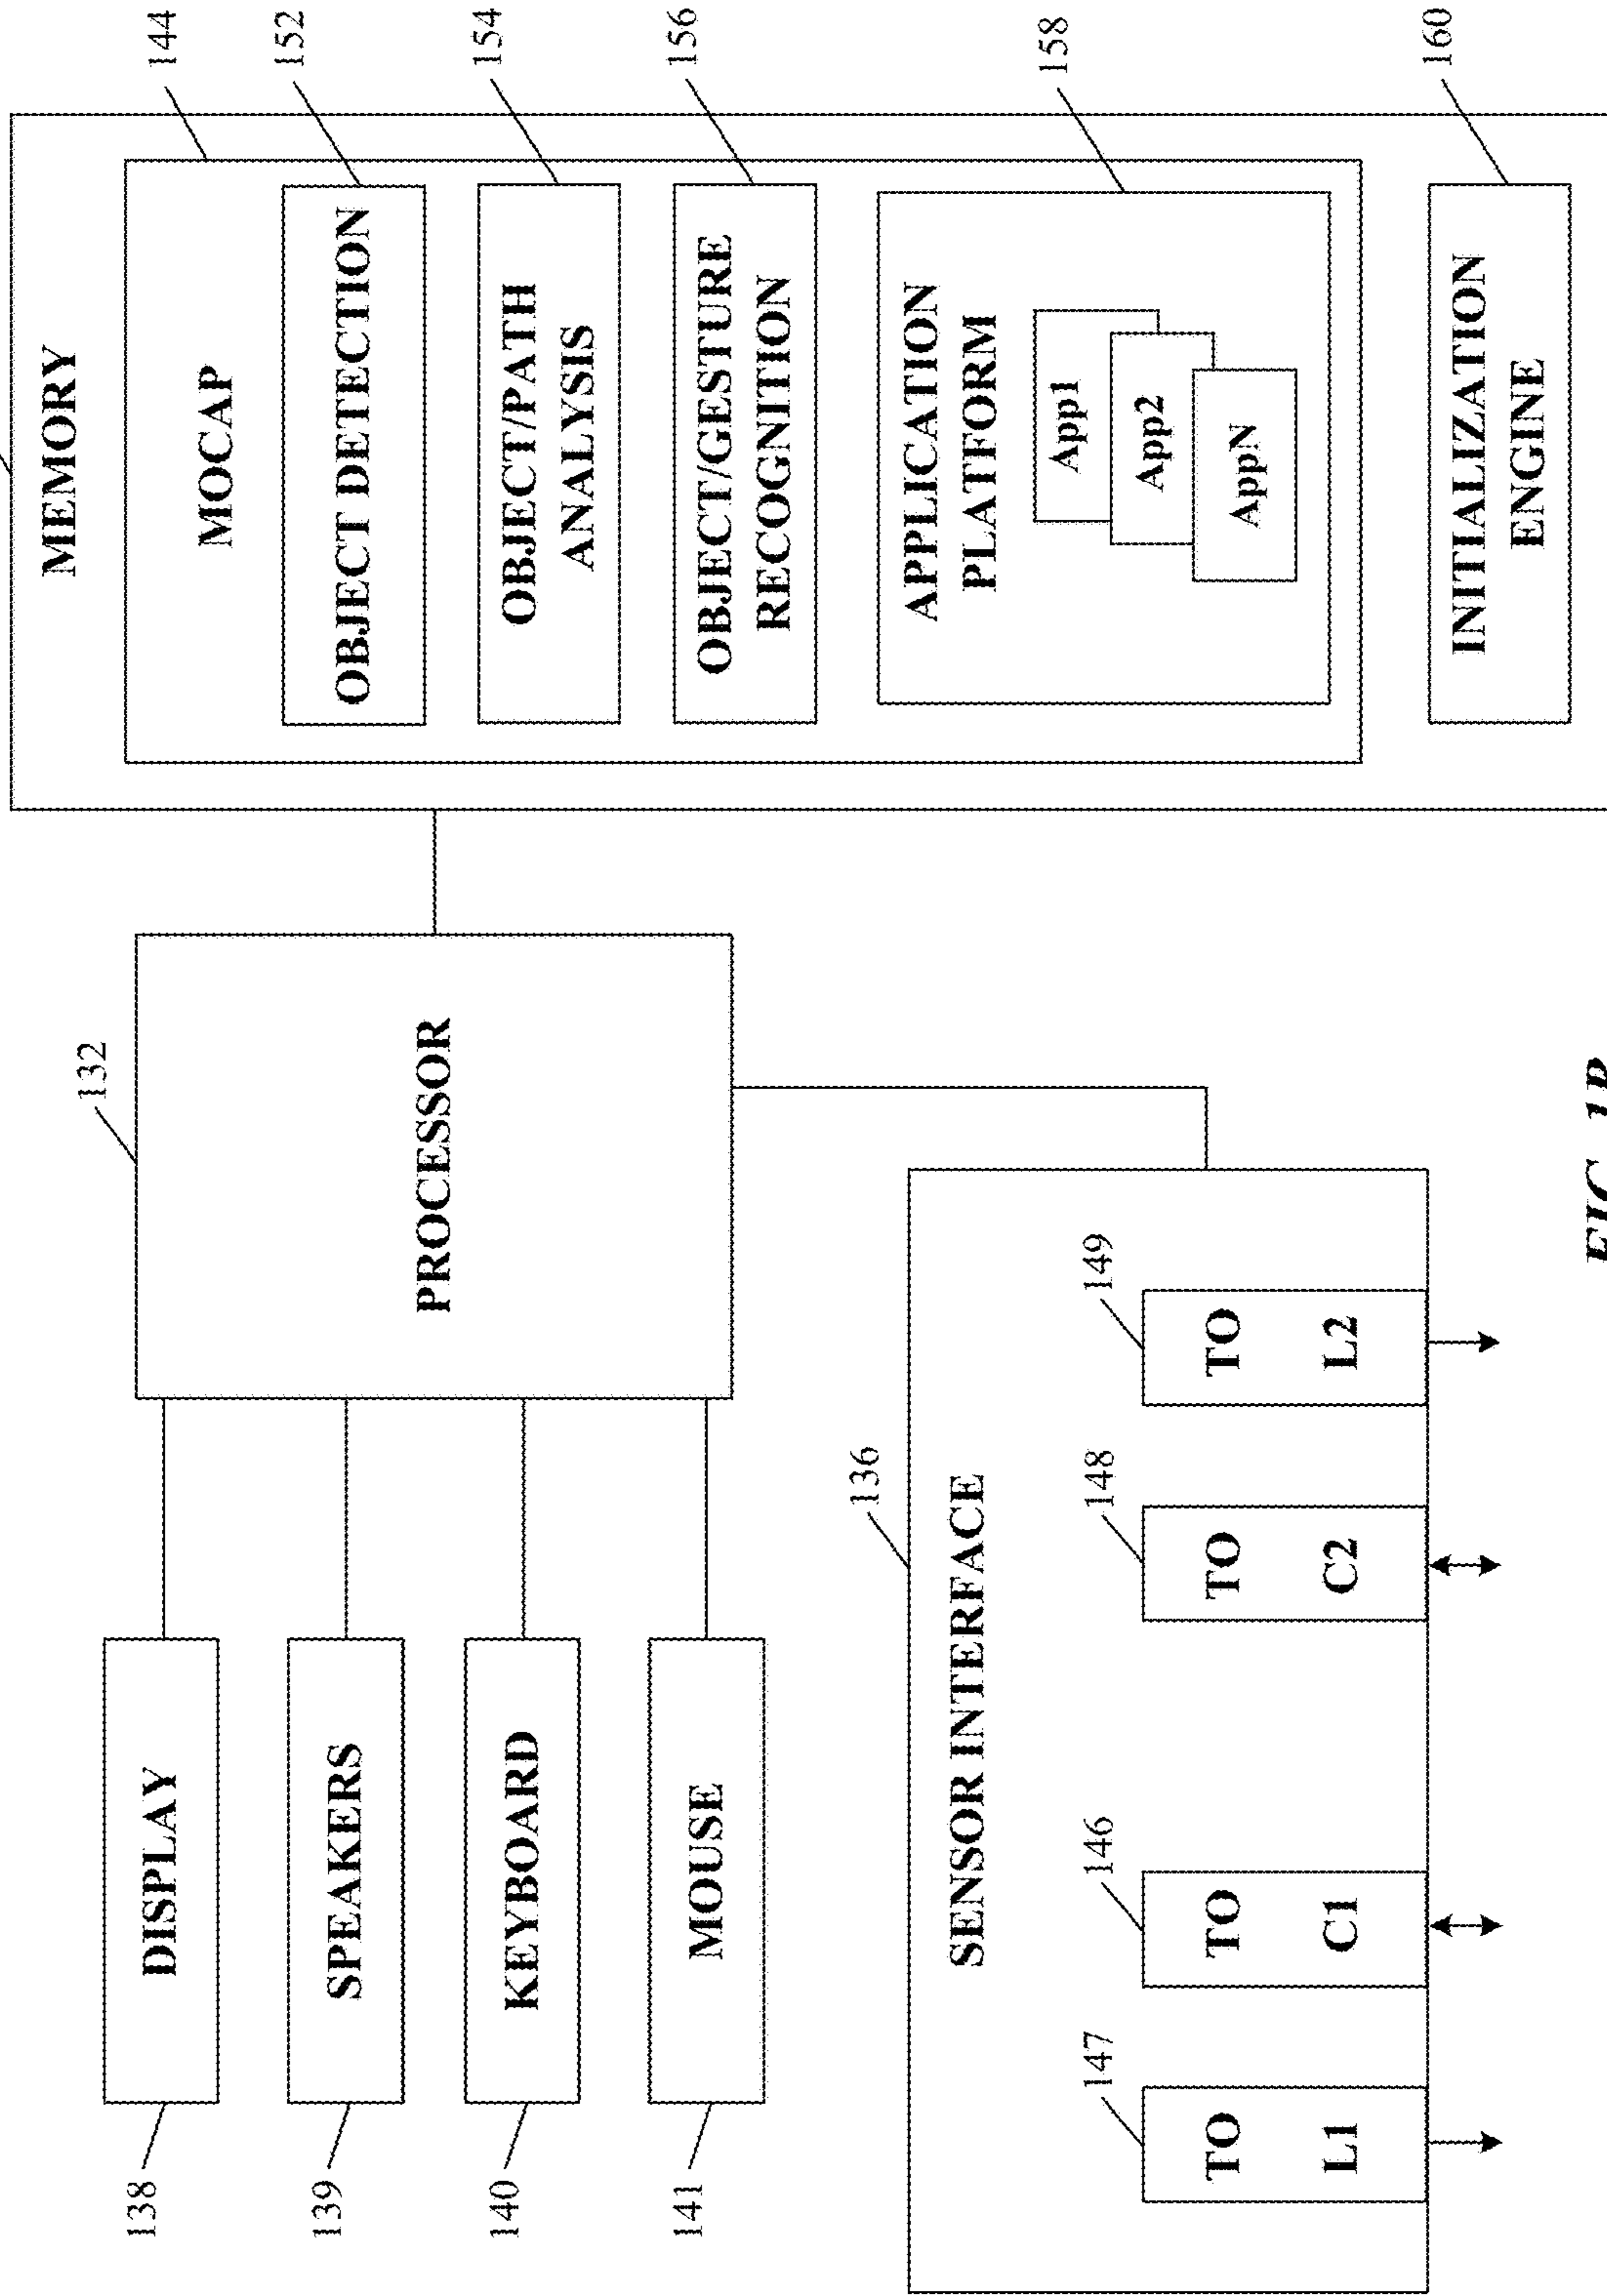 138
DISPLAY
139
SPEAKERS
140
KEYBOARD
141
MOUSE
132
PROCESSOR
MEMORY
144
MOCAP
152
OBJECT DETECTION
154
OBJECT/PATH
ANALYSIS
156
OBJECT/GESTURE
RECOGNITION
158
APPLICATION
PLATFORM
App1
App2
AppN
160
INITIALIZATION
ENGINE
136
SENSOR INTERFACE
147
TO
L1
146
TO
C1
148
TO
C2
149
TO
L2
FIG. 1B